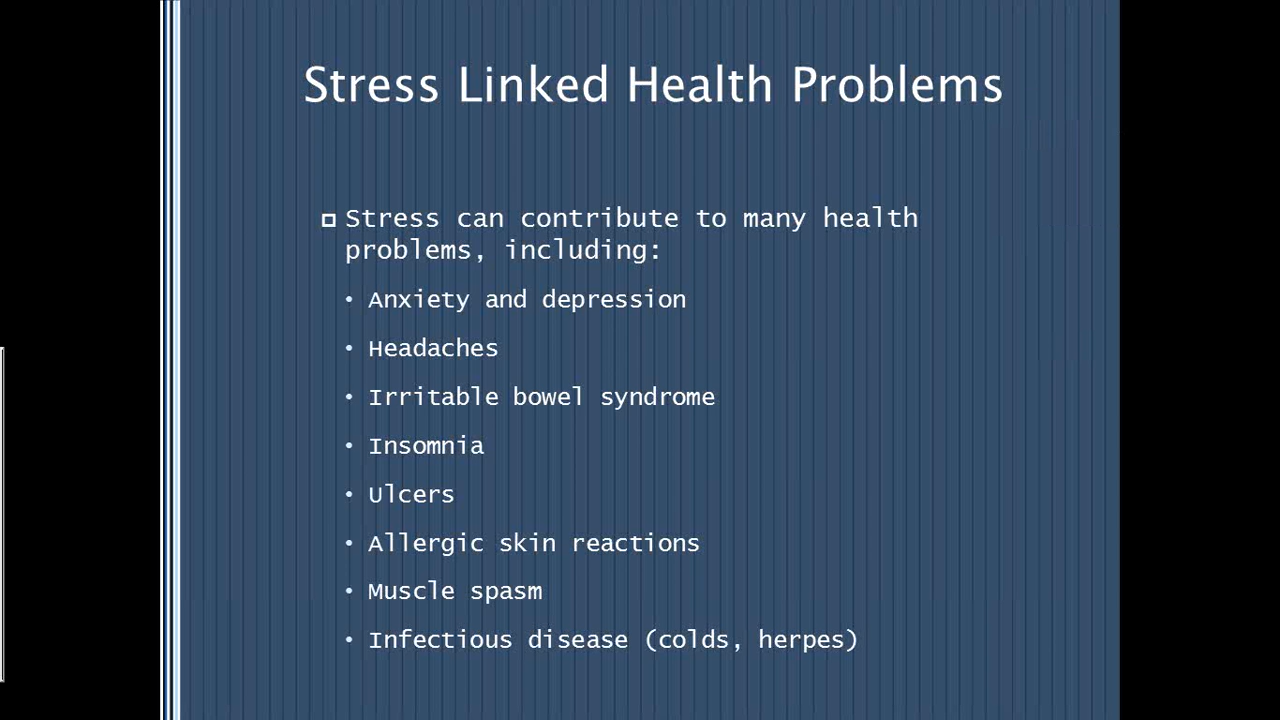 Stress Linked Health Problems
Stress can contribute to many health
problems, including:
• Anxiety and depression
• Headaches
• Irritable bowel syndrome
• Insomnia
• Ulcers
• Allergic skin reactions
• Muscle spasm
• Infectious disease (colds, herpes)